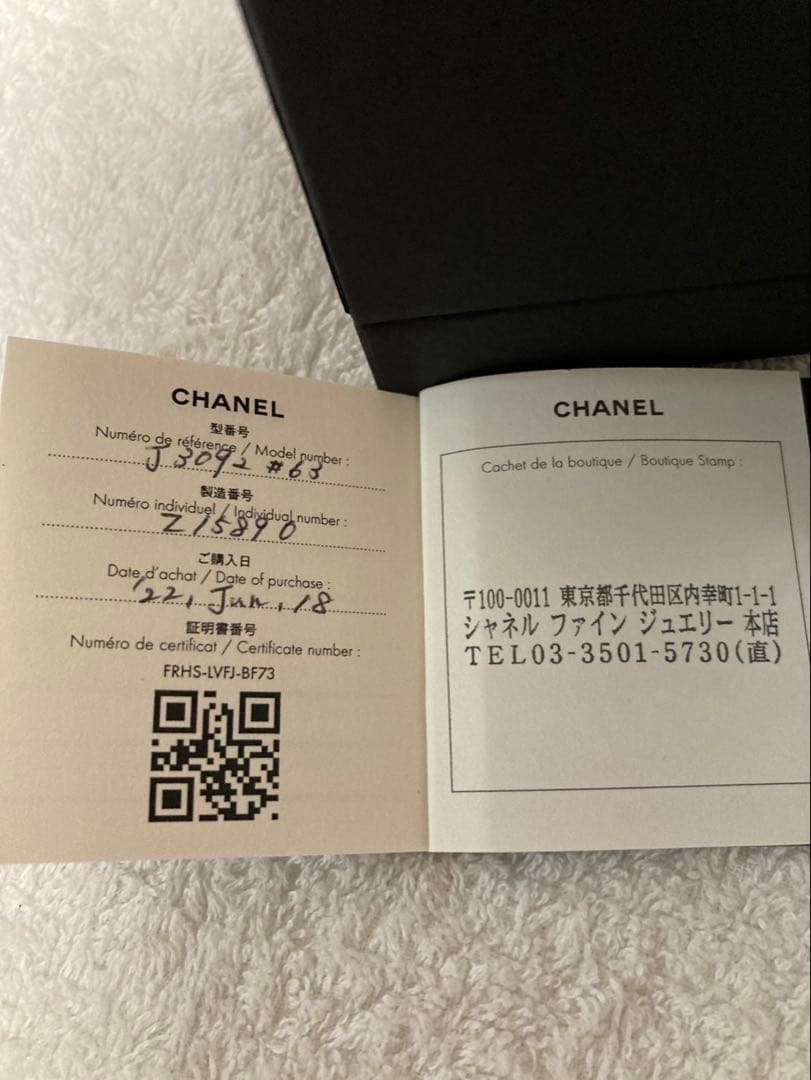 CHANEL
型番号
Numéro de référence / Model number :
J3092 #63
製造番号
Numéro individuel / Individual number :
Z15890
ご購入日
Date d'achat / Date of purchase :
'22, Jun, 18
証明書番号
Numéro de certificat / Certificate number :
FRHS-LVFJ-BF73
CHANEL
Cachet de la boutique / Boutique Stamp :
〒100-0011 東京都千代田区内幸町1-1-1
シャネル ファイン ジュエリー 本店
TEL03-3501-5730(直)